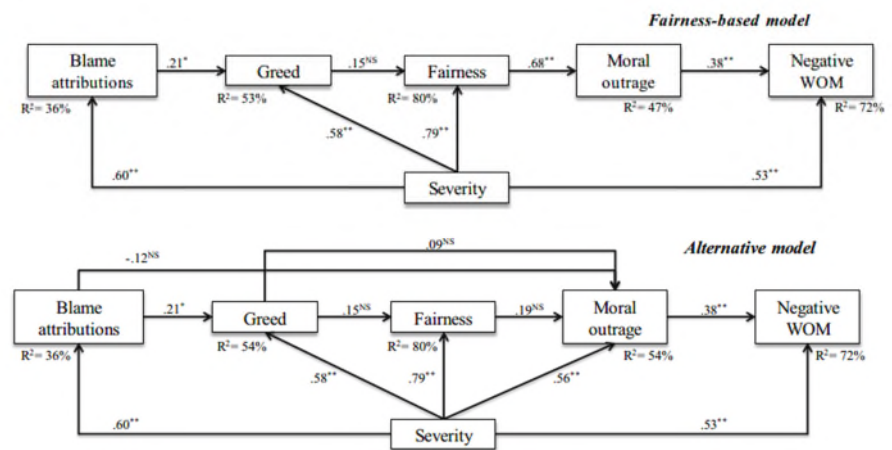 Fairness-based model
Blame attributions
.21*
Greed
.15NS
Fairness
.68**
Moral outrage
.38**
Negative WOM
R²= 36%
R²= 53%
R²= 80%
R²= 47%
R²= 72%
.58**
.79**
.60**
Severity
.53**
Alternative model
.09NS
-.12NS
Blame attributions
.21*
Greed
.15NS
Fairness
.19NS
Moral outrage
.38**
Negative WOM
R²= 36%
R²= 54%
R²= 80%
R²= 54%
R²= 72%
.58**
.79**
.56**
.60**
Severity
.53**